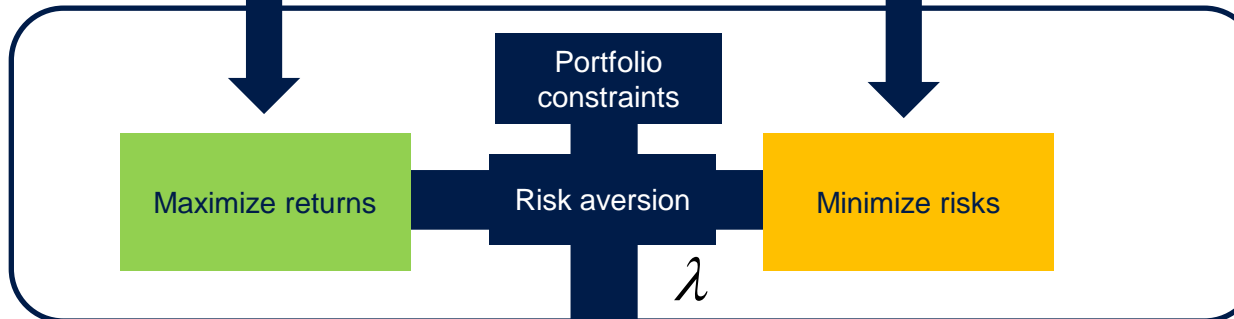 Portfolio
constraints
Maximize returns
Risk aversion
Minimize risks
λ